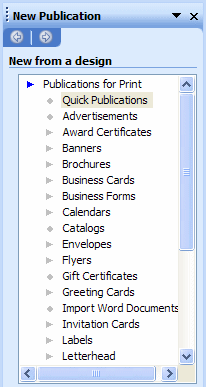 New Publication
New from a design
Publications for Print
Quick Publications
Advertisements
Award Certificates
Banners
Brochures
Business Cards
Business Forms
Calendars
Catalogs
Envelopes
Flyers
Gift Certificates
Greeting Cards
Import Word Documents
Invitation Cards
Labels
Letterhead